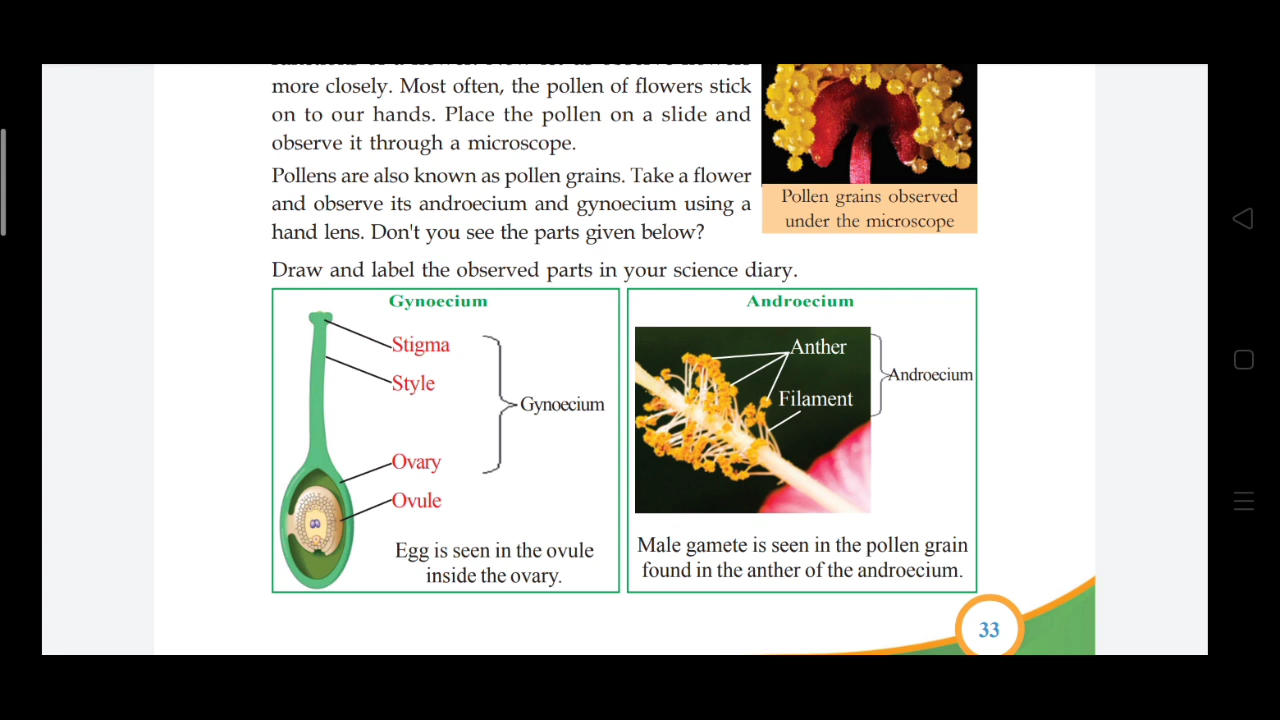 more closely. Most often, the pollen of flowers stick
on to our hands. Place the pollen on a slide and
observe it through a microscope.
Pollens are also known as pollen grains. Take a flower
and observe its androecium and gynoecium using a
hand lens. Don't you see the parts given below?
Pollen grains observed
under the microscope
Draw and label the observed parts in your science diary.
Gynoecium
Stigma
Style
Gynoecium
Ovary
Ovule
Egg is seen in the ovule
inside the ovary.
Androecium
Anther
Androecium
Filament
Male gamete is seen in the pollen grain
found in the anther of the androecium.
33